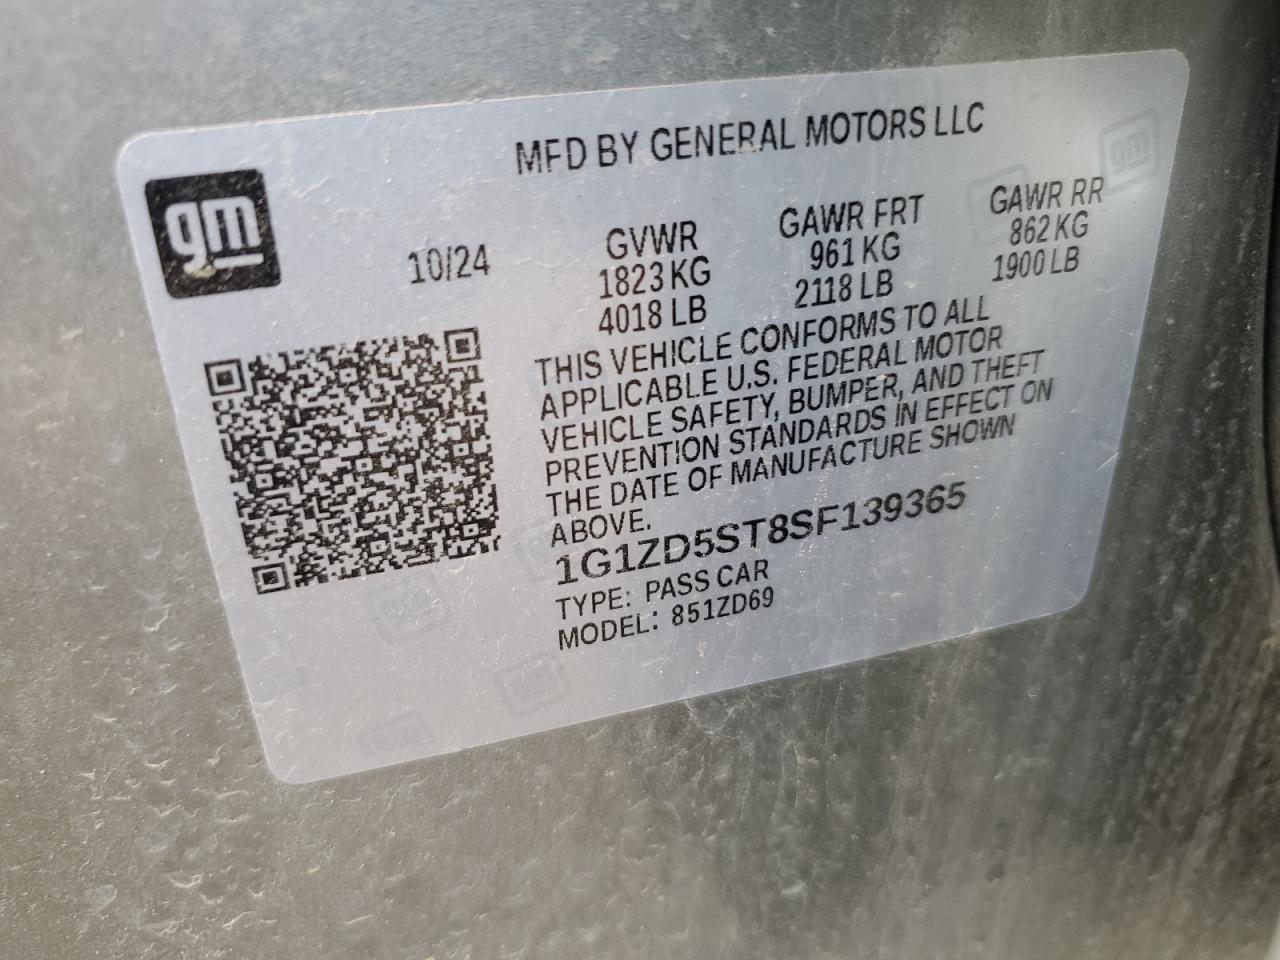 MFD BY GENERAL MOTORS LLC
gm
10/24
GVWR
1823 KG
4018 LB
GAWR FRT
961 KG
2118 LB
GAWR RR
862 KG
1900 LB
THIS VEHICLE CONFORMS TO ALL
APPLICABLE U.S. FEDERAL MOTOR
VEHICLE SAFETY, BUMPER, AND THEFT
PREVENTION STANDARDS IN EFFECT ON
THE DATE OF MANUFACTURE SHOWN
ABOVE.
1G1ZD5ST8SF139365
TYPE: PASS CAR
MODEL: 851ZD69
gm